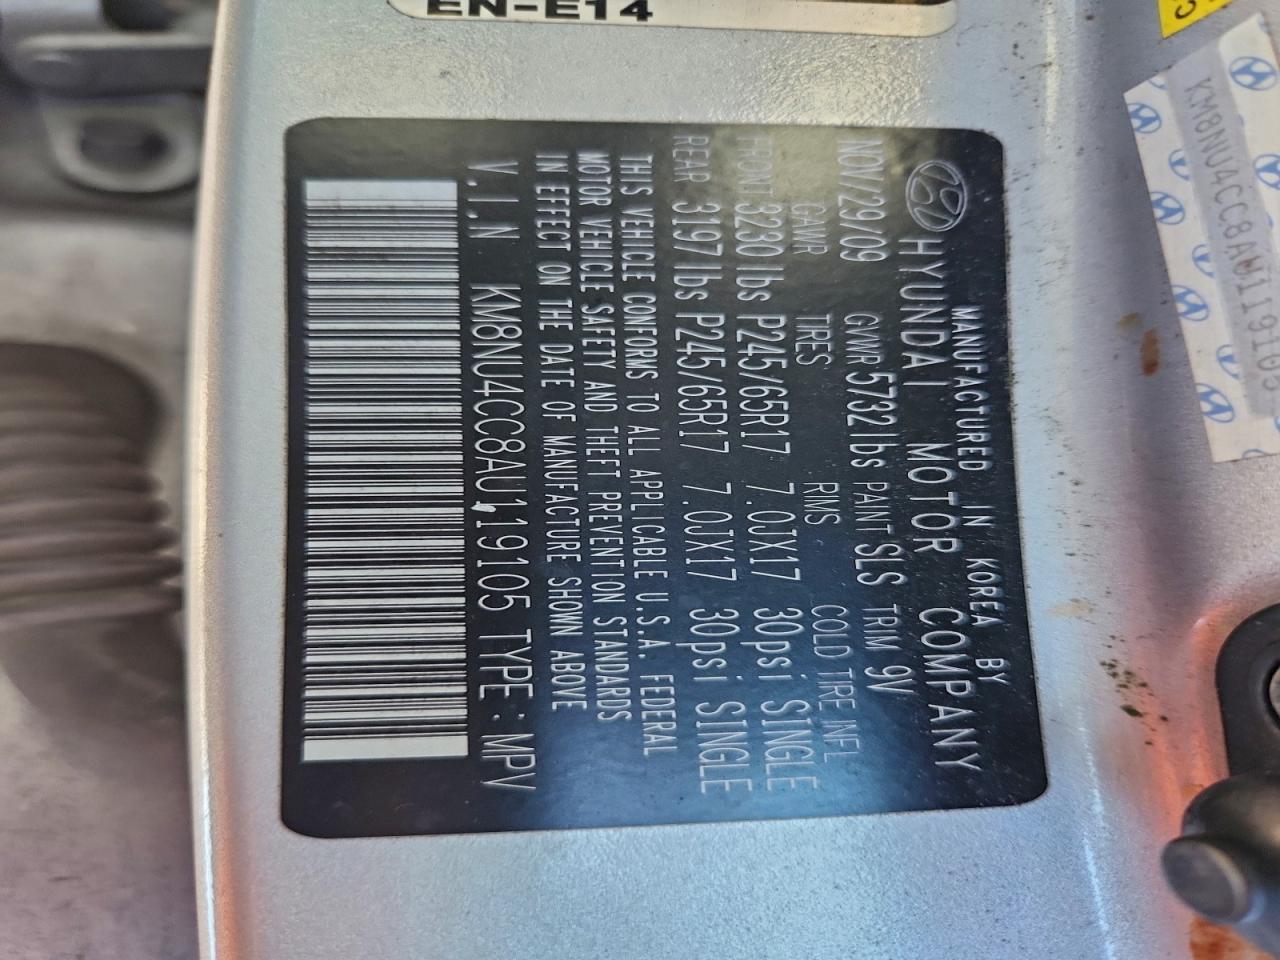 EN-E14
MANUFACTURED IN KOREA BY
HYUNDAI MOTOR COMPANY
NOV/29/09 GVWR 5732 lbs PAINT SLS TRIM 9V
GAWR TIRES RIMS COLD TIRE INFL
FRONT 3230 lbs P245/65R17 7.0JX17 30psi SINGLE
REAR 3197 lbs P245/65R17 7.0JX17 30psi SINGLE
THIS VEHICLE CONFORMS TO ALL APPLICABLE U.S.A. FEDERAL
MOTOR VEHICLE SAFETY AND THEFT PREVENTION STANDARDS
IN EFFECT ON THE DATE OF MANUFACTURE SHOWN ABOVE
V.I.N KM8NU4CC8AU119105 TYPE : MPV
KM8NU4CC8AU119105